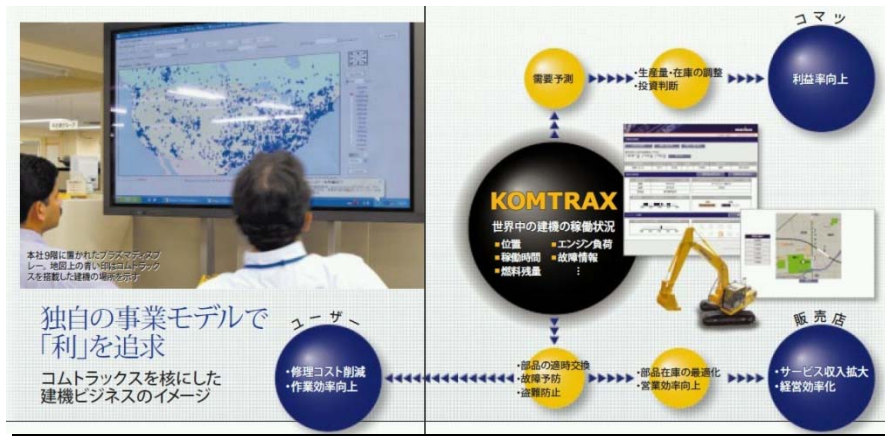 本社9階に置かれたプラズマディスプ
レー。地図上の青い印はコムトラック
スを搭載した建機の場所を示す
独自の事業モデルで
「利」を追求
コムトラックスを核にした
建機ビジネスのイメージ
コマツ
需要予測
・生産量・在庫の調整
・投資判断
利益率向上
KOMTRAX
世界中の建機の稼働状況
■位置 ■エンジン負荷
■稼働時間 ■故障情報
■燃料残量 ⋮
ユーザー
・修理コスト削減
・作業効率向上
・部品の適時交換
・故障予防
・盗難防止
・部品在庫の最適化
・営業効率向上
販売店
・サービス収入拡大
・経営効率化